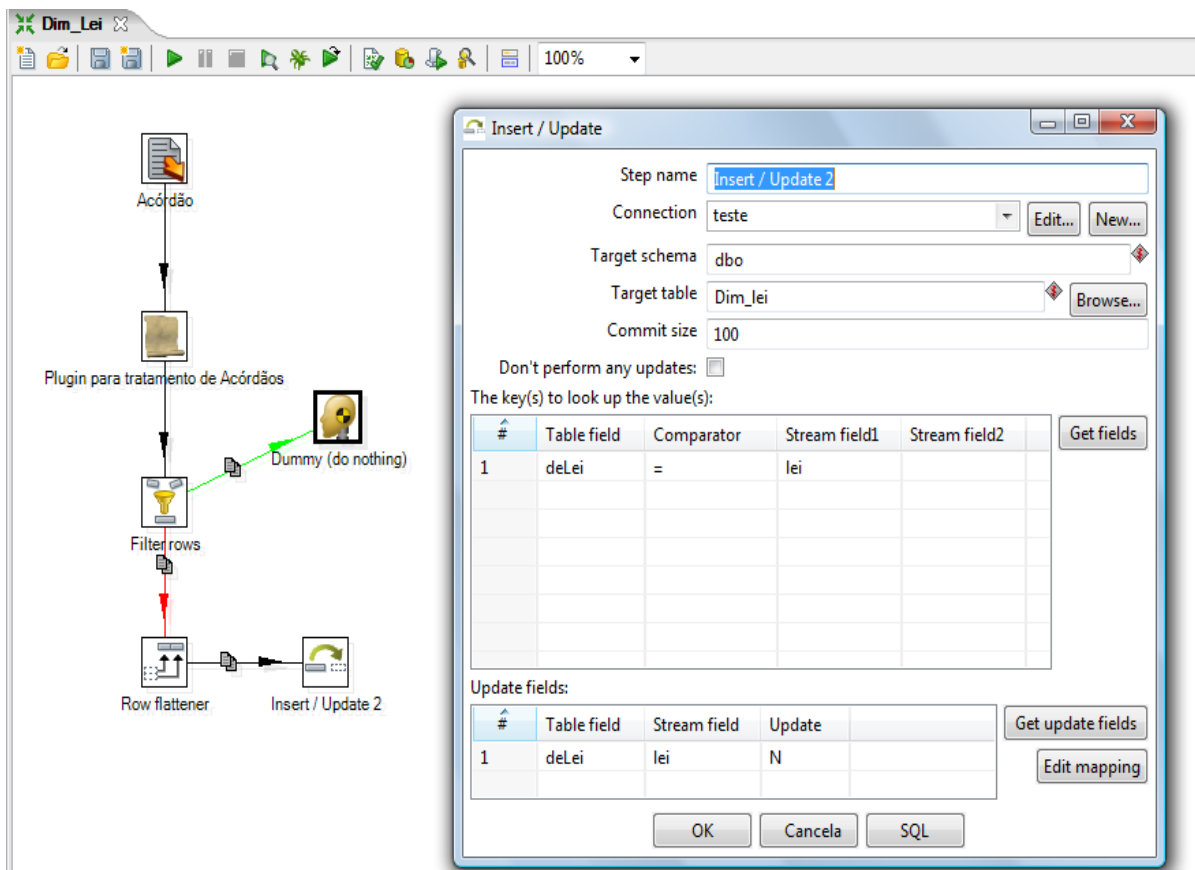 Dim_Lei
100%
Acórdão
Plugin para tratamento de Acórdãos
Dummy (do nothing)
Filter rows
Row flattener
Insert / Update 2
Insert / Update
Step name Insert / Update 2
Connection teste Edit... New...
Target schema dbo
Target table Dim_lei Browse...
Commit size 100
Don't perform any updates:
The key(s) to look up the value(s):
# Table field Comparator Stream field1 Stream field2 Get fields
1 deLei = lei
Update fields:
# Table field Stream field Update Get update fields
1 deLei lei N Edit mapping
OK Cancela SQL